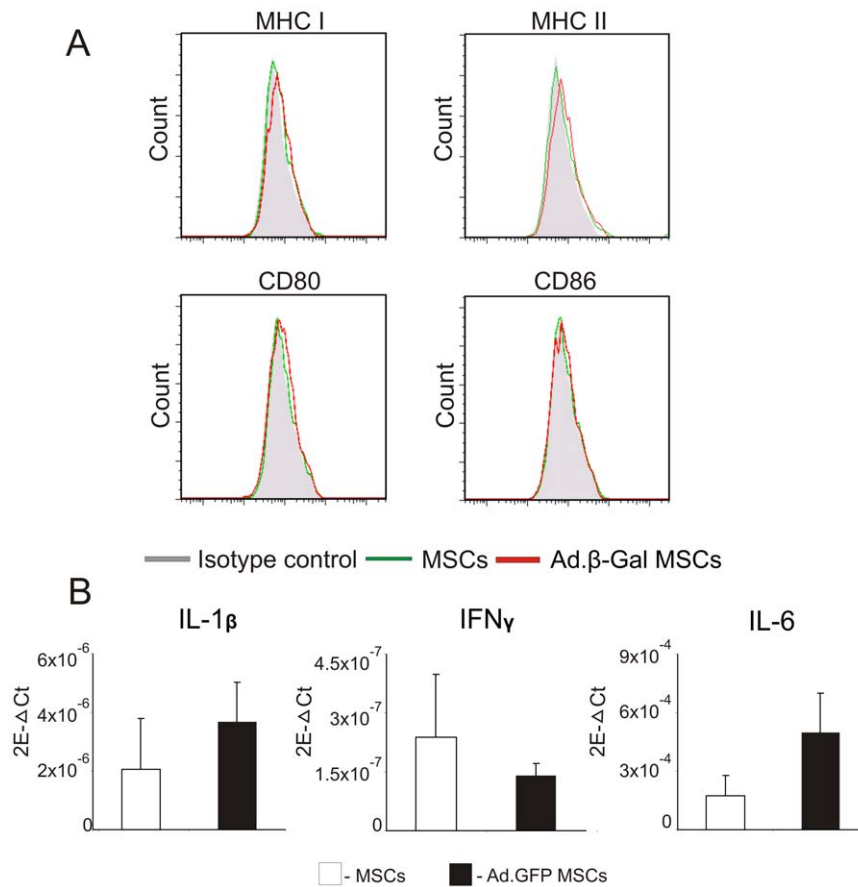 A
MHC I
MHC II
Count
Count
CD80
CD86
Count
Count
Isotype control
MSCs
Ad.β-Gal MSCs
B
IL-1β
IFNγ
IL-6
2E-ΔCt
6x10-6
4x10-6
2x10-6
0
2E-ΔCt
4.5x10-7
3x10-7
1.5x10-7
0
2E-ΔCt
9x10-4
6x10-4
3x10-4
0
- MSCs
- Ad.GFP MSCs